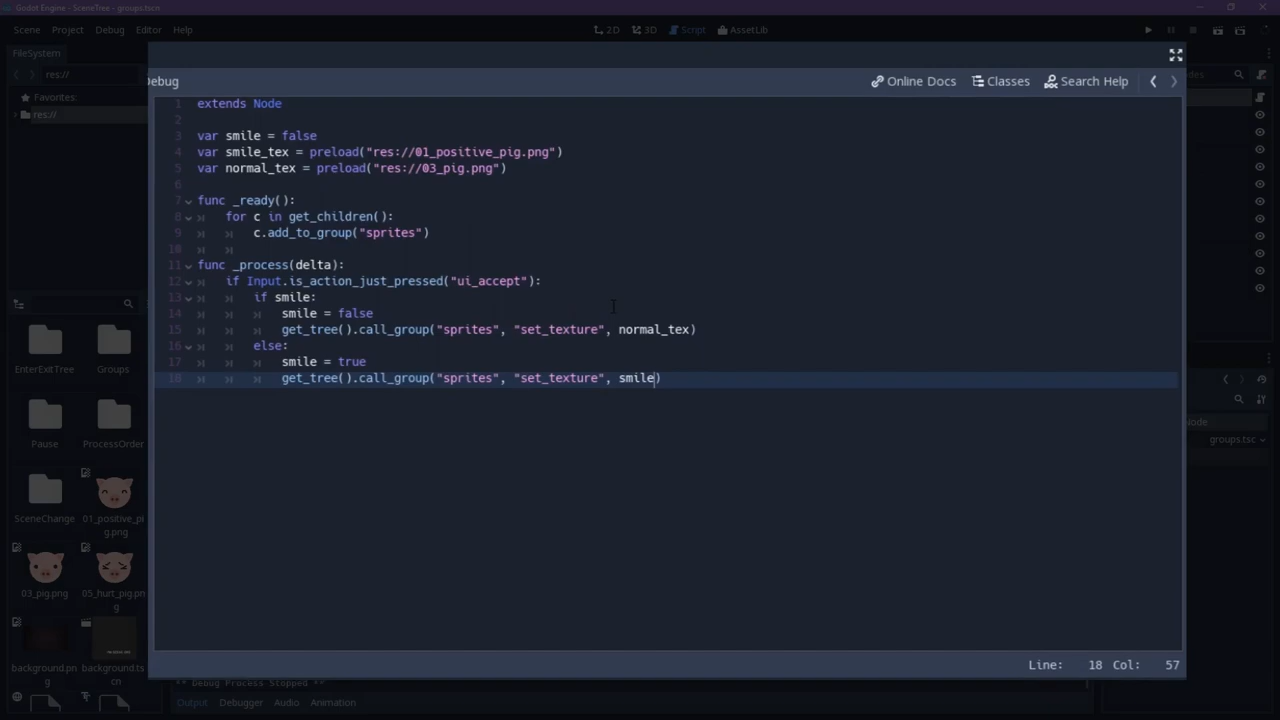 Godot Engine - SceneTree - groups.tscn
Scene Project Debug Editor Help
2D 3D Script AssetLib
FileSystem
res://
Favorites:
res://
EnterExitTree Groups
Pause ProcessOrder
SceneChange 01_positive_pi
g.png
03_pig.png 05_hurt_pig.pn
g
background.pn
g background.ts
cn
Debug
Online Docs Classes Search Help
1 extends Node
2
3 var smile = false
4 var smile_tex = preload("res://01_positive_pig.png")
5 var normal_tex = preload("res://03_pig.png")
6
7 func _ready():
8 for c in get_children():
9 c.add_to_group("sprites")
10
11 func _process(delta):
12 if Input.is_action_just_pressed("ui_accept"):
13 if smile:
14 smile = false
15 get_tree().call_group("sprites", "set_texture", normal_tex)
16 else:
17 smile = true
18 get_tree().call_group("sprites", "set_texture", smile)
Line: 18 Col: 57
** Debug Process Stopped **
Output Debugger Audio Animation
groups.tsc